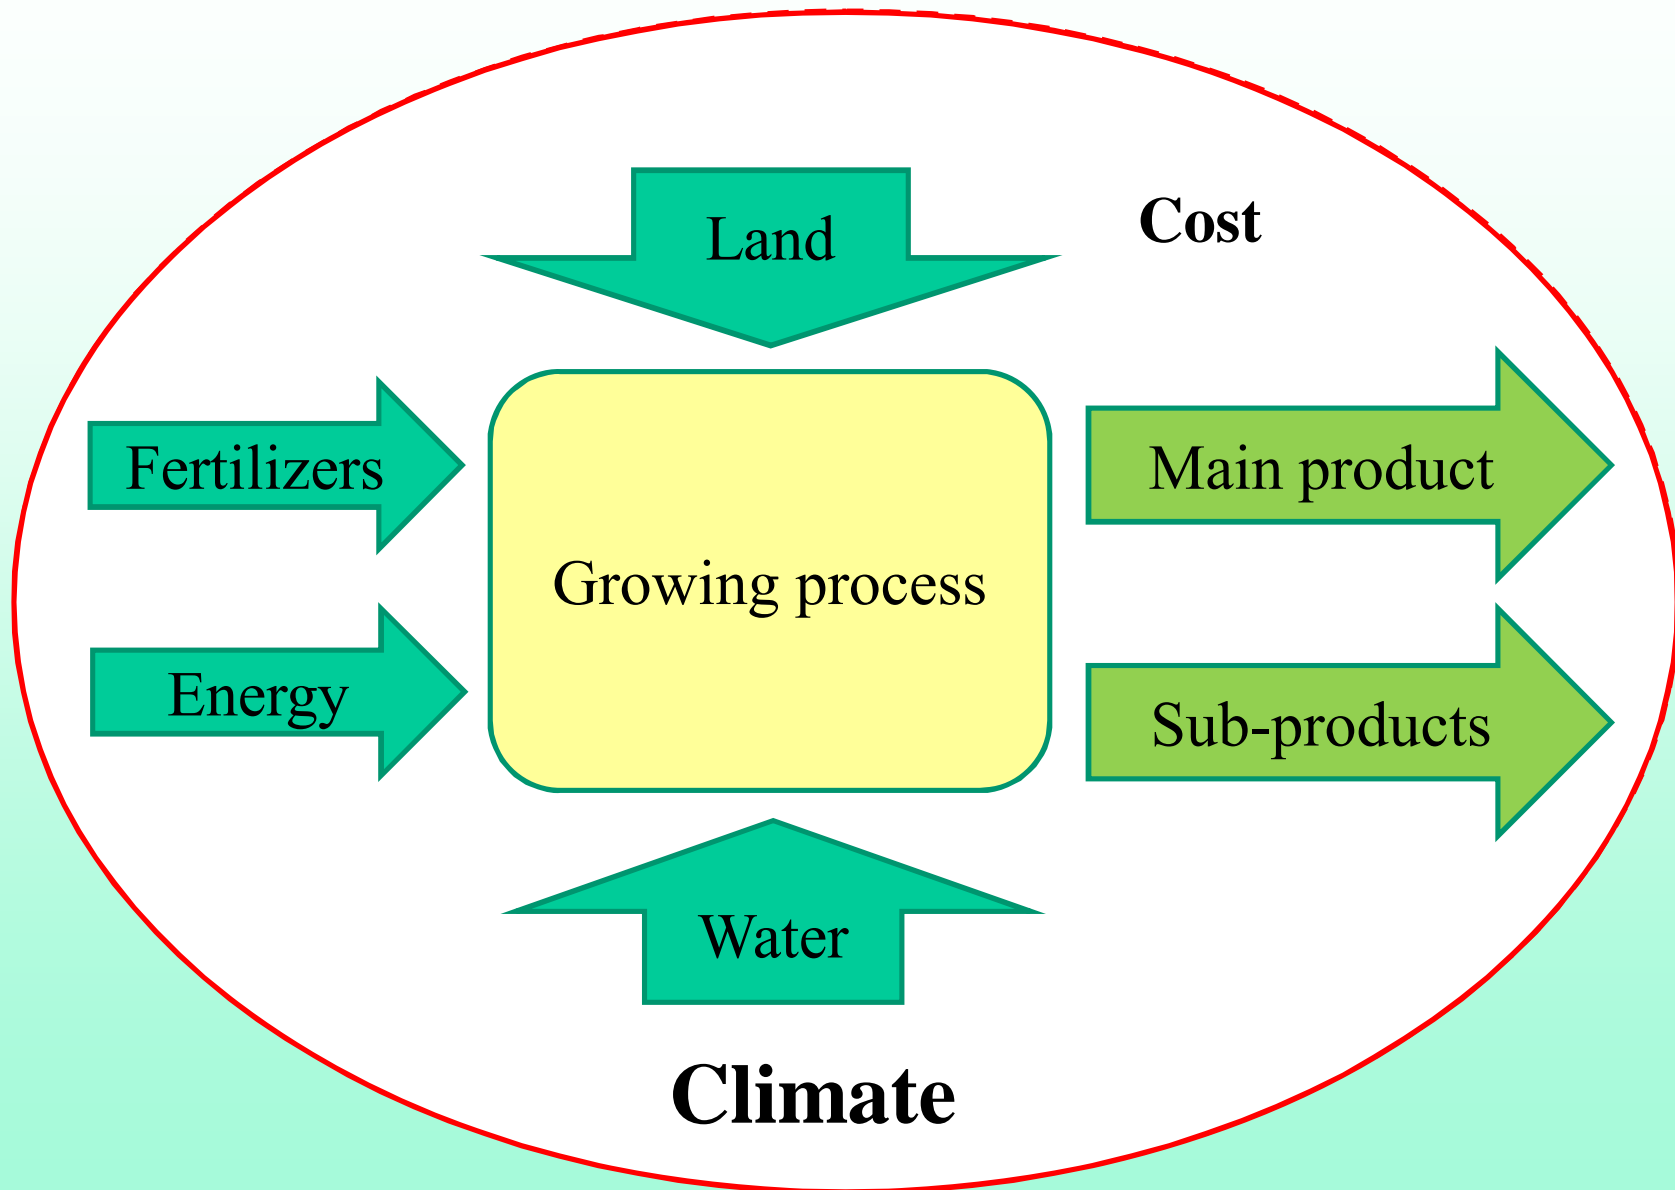 Land
Cost
Fertilizers
Main product
Growing process
Energy
Sub-products
Water
Climate